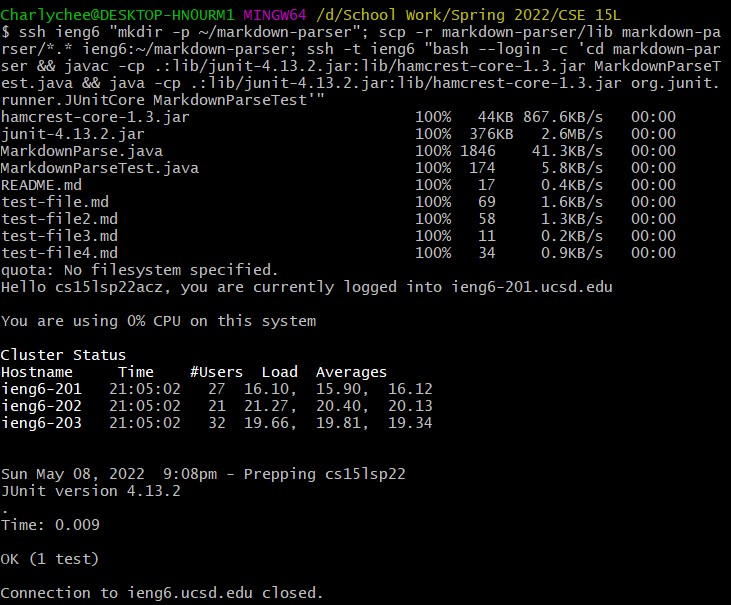 Charlychee@DESKTOP-HNOURM1 MINGW64 /d/School Work/Spring 2022/CSE 15L
$ ssh ieng6 "mkdir -p ~/markdown-parser"; scp -r markdown-parser/lib markdown-pa
rser/*.* ieng6:~/markdown-parser; ssh -t ieng6 "bash --login -c 'cd markdown-par
ser && javac -cp .:lib/junit-4.13.2.jar:lib/hamcrest-core-1.3.jar MarkdownParseT
est.java && java -cp .:lib/junit-4.13.2.jar:lib/hamcrest-core-1.3.jar org.junit.
runner.JUnitCore MarkdownParseTest'"
hamcrest-core-1.3.jar 100% 44KB 867.6KB/s 00:00
junit-4.13.2.jar 100% 376KB 2.6MB/s 00:00
MarkdownParse.java 100% 1846 41.3KB/s 00:00
MarkdownParseTest.java 100% 174 5.8KB/s 00:00
README.md 100% 17 0.4KB/s 00:00
test-file.md 100% 69 1.6KB/s 00:00
test-file2.md 100% 58 1.3KB/s 00:00
test-file3.md 100% 11 0.2KB/s 00:00
test-file4.md 100% 34 0.9KB/s 00:00
quota: No filesystem specified.
Hello cs15lsp22acz, you are currently logged into ieng6-201.ucsd.edu
You are using 0% CPU on this system
Cluster Status
Hostname Time #Users Load Averages
ieng6-201 21:05:02 27 16.10, 15.90, 16.12
ieng6-202 21:05:02 21 21.27, 20.40, 20.13
ieng6-203 21:05:02 32 19.66, 19.81, 19.34
Sun May 08, 2022 9:08pm - Prepping cs15lsp22
JUnit version 4.13.2
.
Time: 0.009
OK (1 test)
Connection to ieng6.ucsd.edu closed.